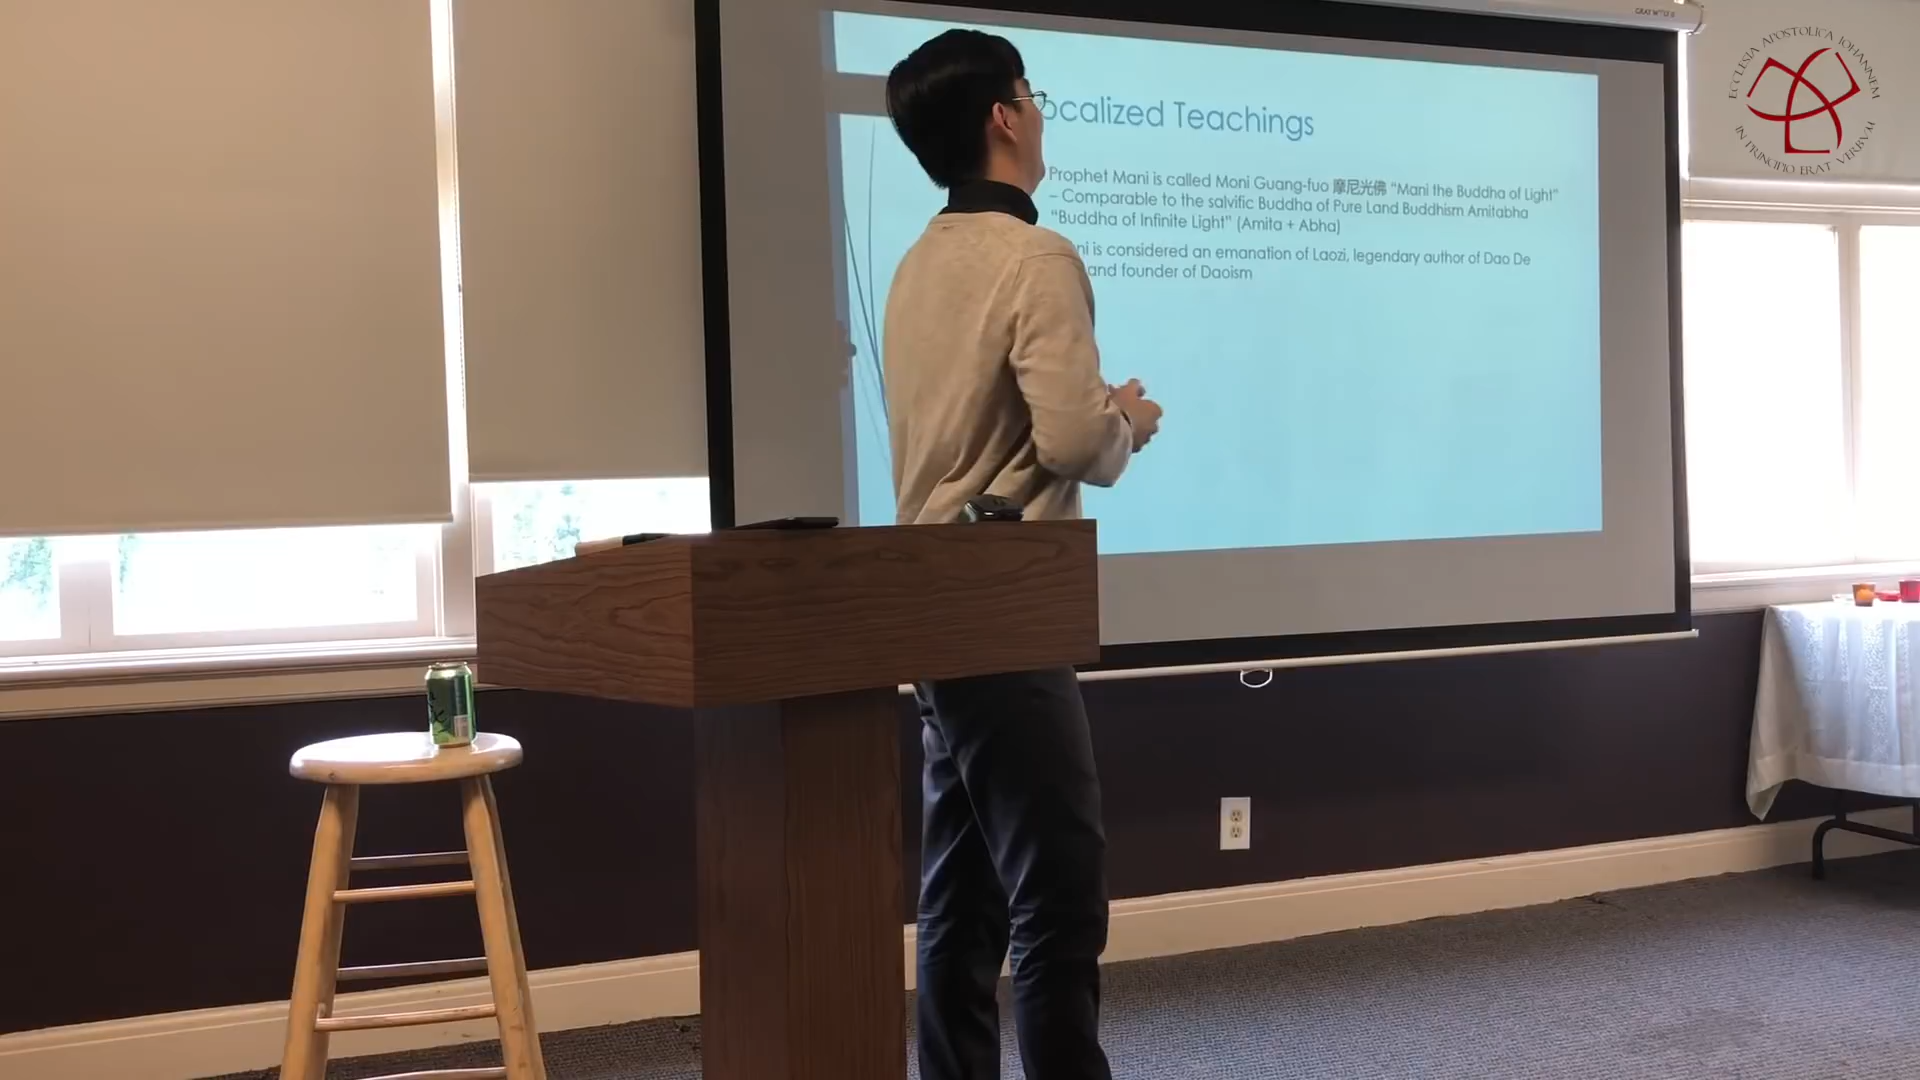 ocalized Teachings
Prophet Mani is called Moni Guang-fuo 摩尼光佛 “Mani the Buddha of Light”
– Comparable to the salvific Buddha of Pure Land Buddhism Amitabha
“Buddha of Infinite Light” (Amita + Abha)
ni is considered an emanation of Laozi, legendary author of Dao De
and founder of Daoism
ECCLESIA APOSTOLICA IOHANNEM
IN PRINCIPIO ERAT VERBVM